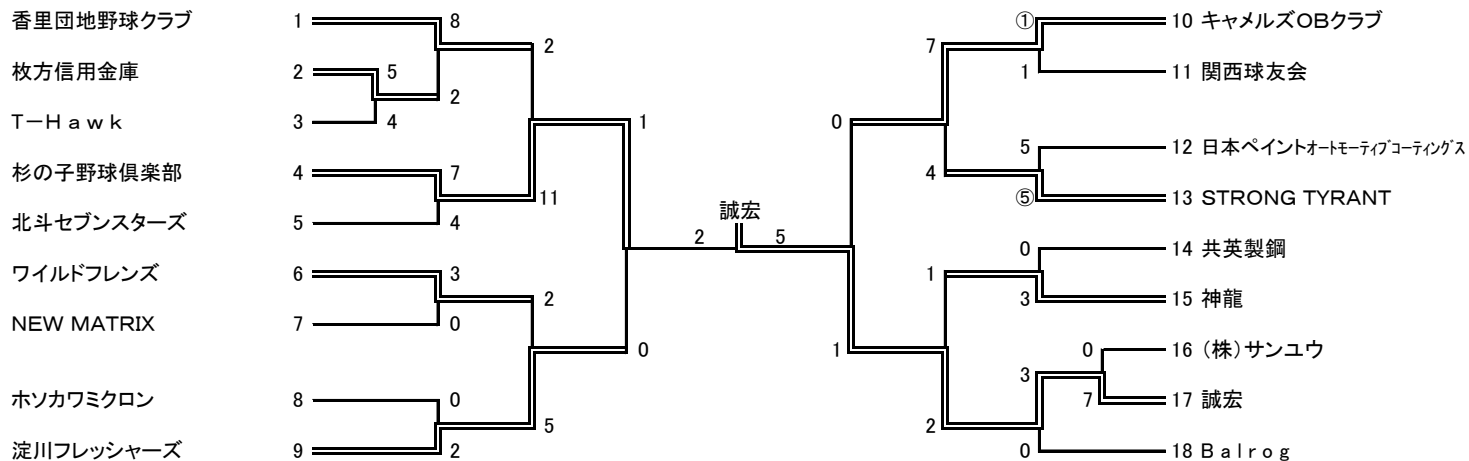 香里団地野球クラブ 1 8
枚方信用金庫 2 5
2
T－Ｈａｗｋ 3 4
2
杉の子野球倶楽部 4 7
11
北斗セブンスターズ 5 4
1
ワイルドフレンズ 6 3
2
NEW MATRIX 7 0
0
ホソカワミクロン 8 0
5
淀川フレッシャーズ 9 2
誠宏
2 5
① 10 キャメルズOBクラブ
7
1 11 関西球友会
0
5 12 日本ペイントオートモーティブコーティングス
4
⑤ 13 STRONG TYRANT
0 14 共英製鋼
1
3 15 神龍
1
0 16 （株）サンユウ
3
7 17 誠宏
2
0 18 Ｂａｌｒｏｇ